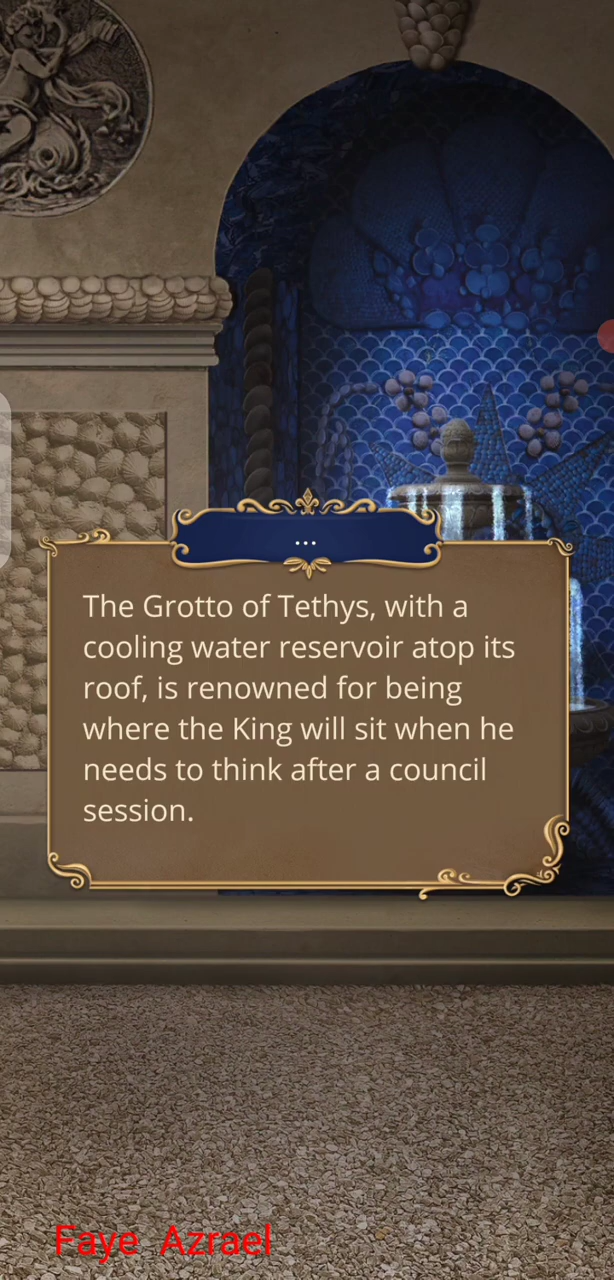 ...
The Grotto of Tethys, with a
cooling water reservoir atop its
roof, is renowned for being
where the King will sit when he
needs to think after a council
session.
Faye Azrael